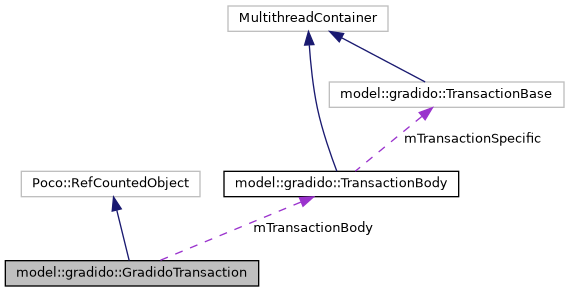 MultithreadContainer
model::gradido::TransactionBase
mTransactionSpecific
Poco::RefCountedObject
model::gradido::TransactionBody
mTransactionBody
model::gradido::GradidoTransaction